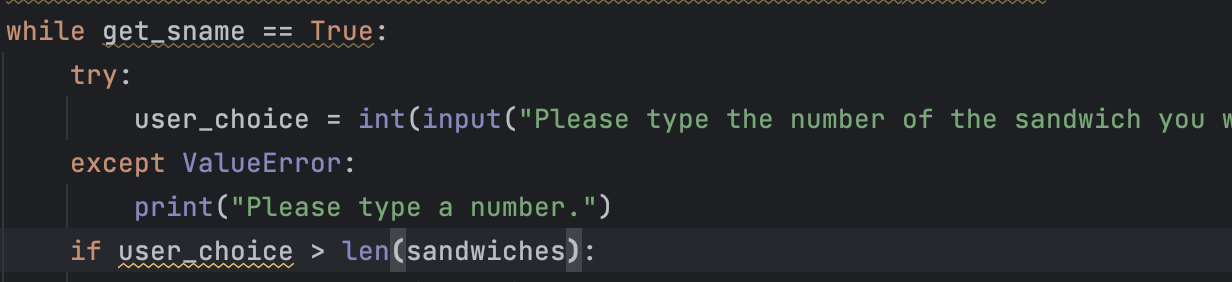 while get_sname == True:
try:
user_choice = int(input("Please type the number of the sandwich you
except ValueError:
print("Please type a number.")
if user_choice > len(sandwiches):